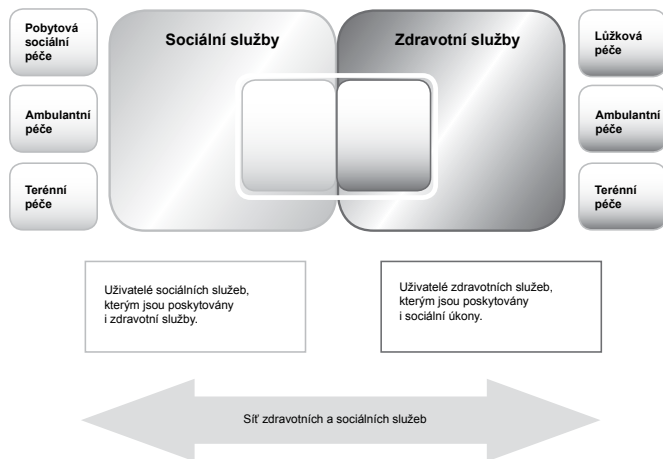 Pobytová
sociální
péče
Ambulantní
péče
Terénní
péče
Sociální služby
Zdravotní služby
Lůžková
péče
Ambulantní
péče
Terénní
péče
Uživatelé sociálních služeb,
kterým jsou poskytovány
i zdravotní služby.
Uživatelé zdravotních služeb,
kterým jsou poskytovány
i sociální úkony.
Síť zdravotních a sociálních služeb